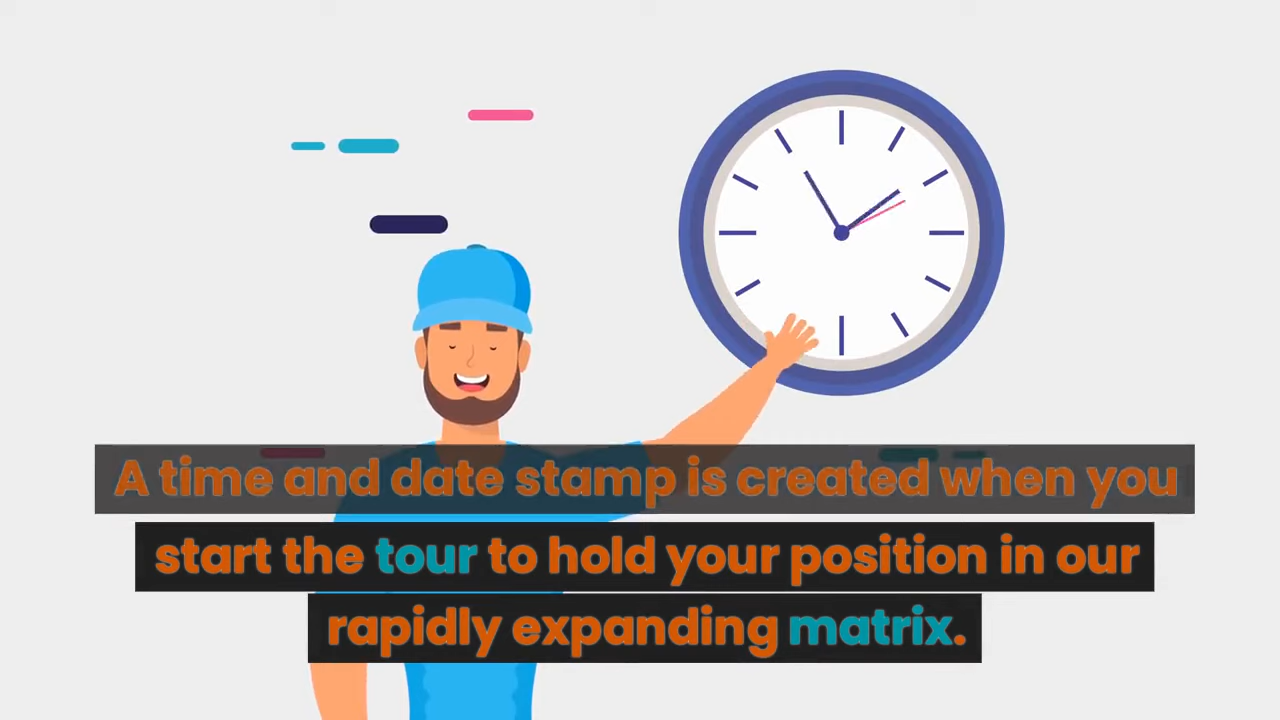 A time and date stamp is created when you
start the tour to hold your position in our
rapidly expanding matrix.